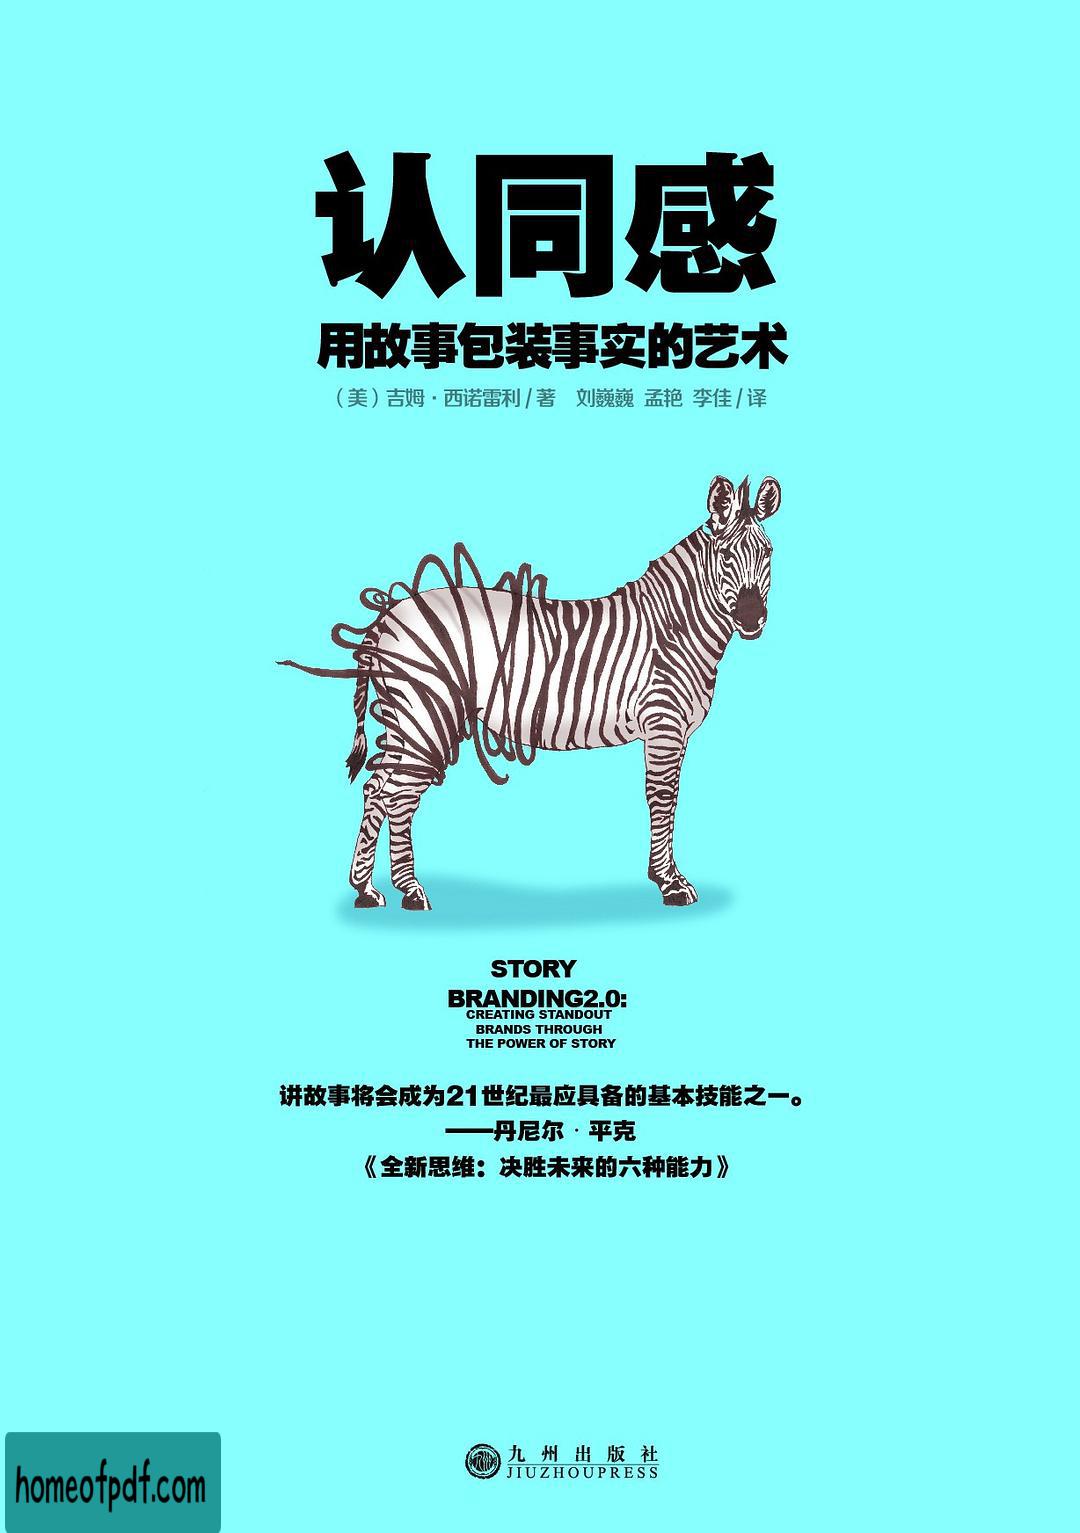 认同感
用故事包装事实的艺术
（美）吉姆·西诺雷利/著 刘巍巍 孟艳 李佳/译
STORY
BRANDING2.0:
CREATING STANDOUT
BRANDS THROUGH
THE POWER OF STORY
讲故事将会成为21世纪最应具备的基本技能之一。
——丹尼尔·平克
《全新思维：决胜未来的六种能力》
九州出版社
JIUZHOUPRESS
homeofpdf.com